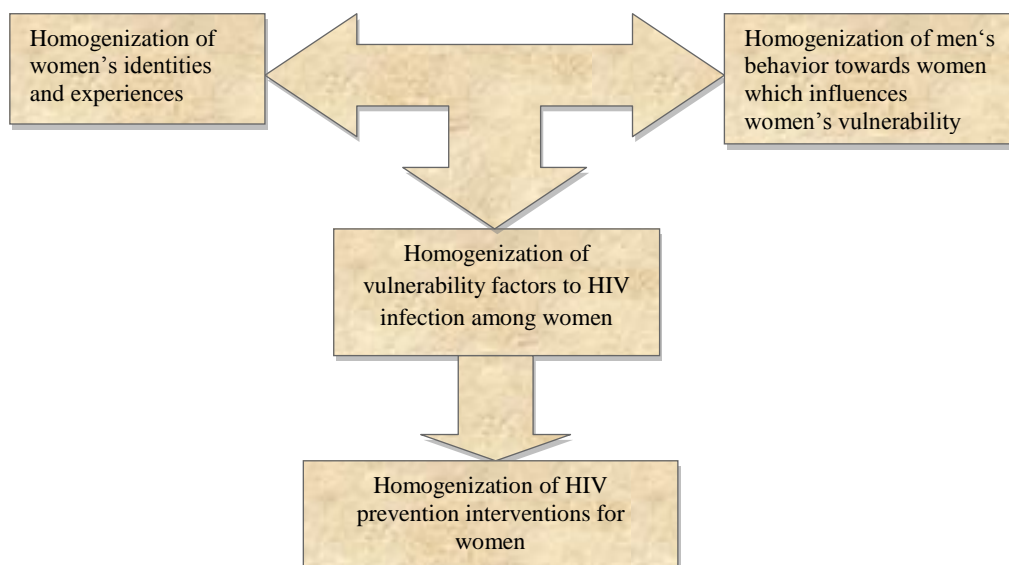 Homogenization of
women’s identities
and experiences
Homogenization of men‘s
behavior towards women
which influences
women’s vulnerability
Homogenization of
vulnerability factors to HIV
infection among women
Homogenization of HIV
prevention interventions for
women